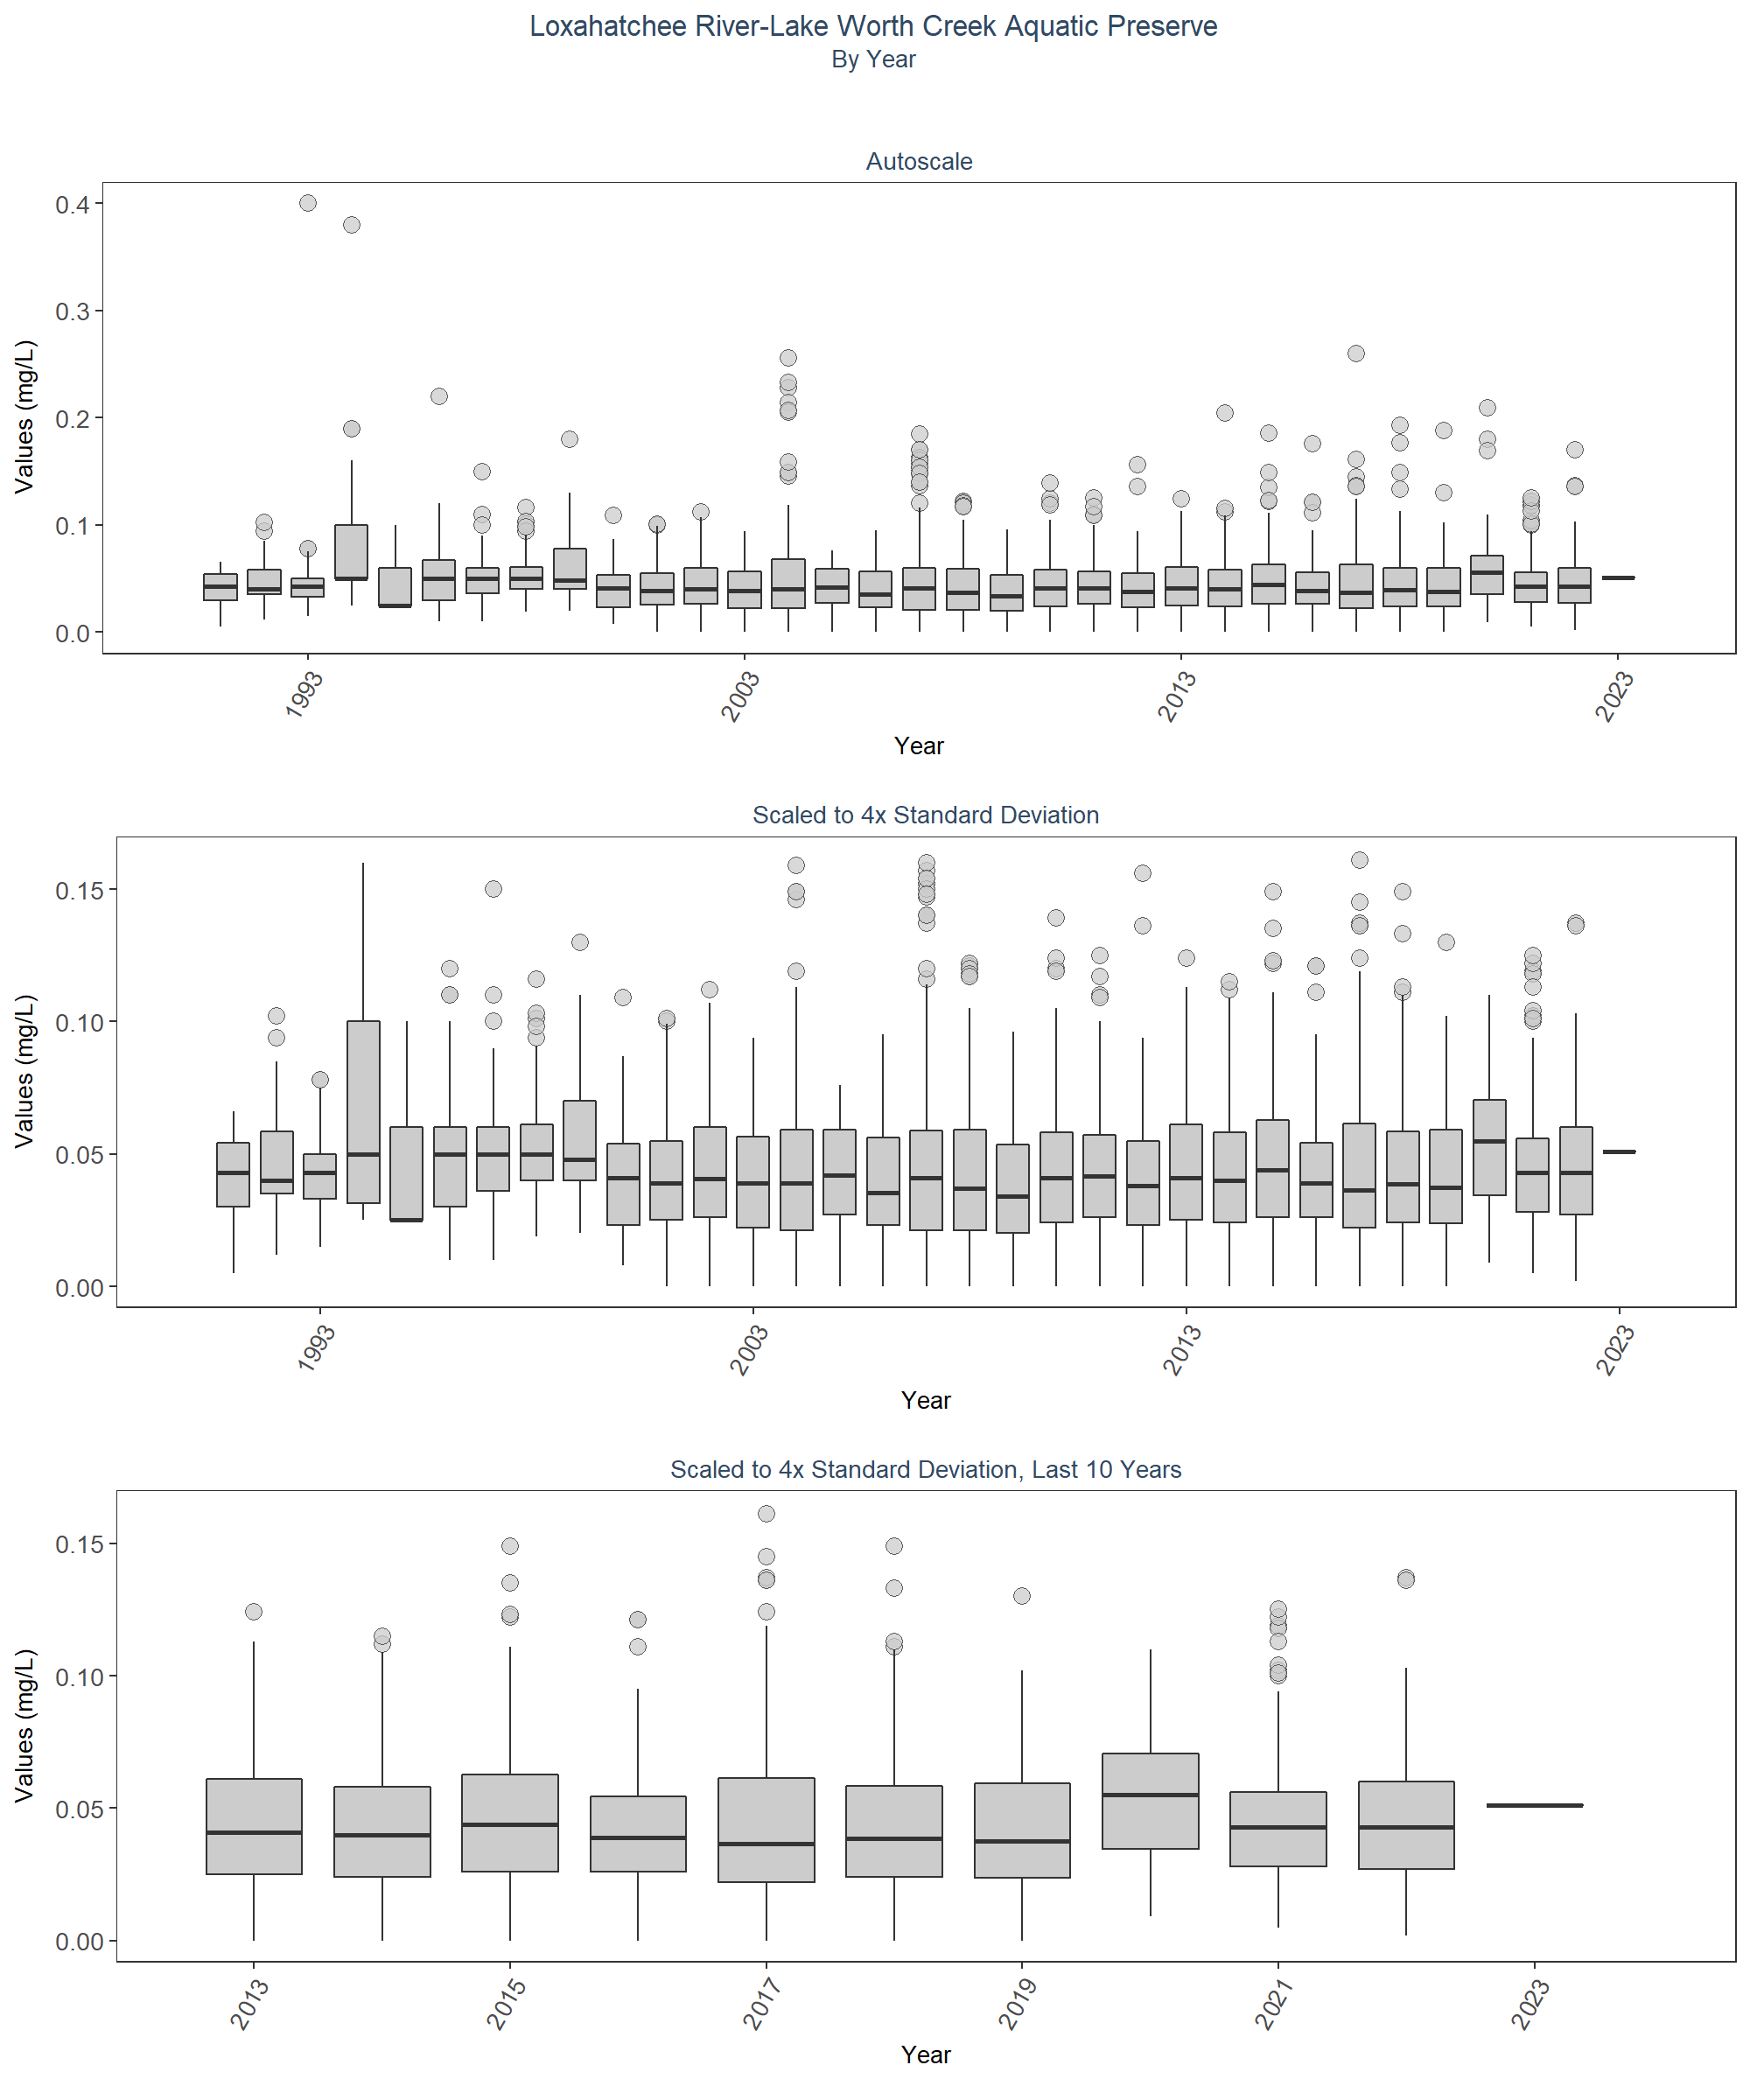 Loxahatchee River-Lake Worth Creek Aquatic Preserve
By Year
Autoscale
Values (mg/L)
0.4
0.3
0.2
0.1
0.0
1993
2003
2013
2023
Year
Scaled to 4x Standard Deviation
Values (mg/L)
0.15
0.10
0.05
0.00
1993
2003
2013
2023
Year
Scaled to 4x Standard Deviation, Last 10 Years
Values (mg/L)
0.15
0.10
0.05
0.00
2013
2015
2017
2019
2021
2023
Year